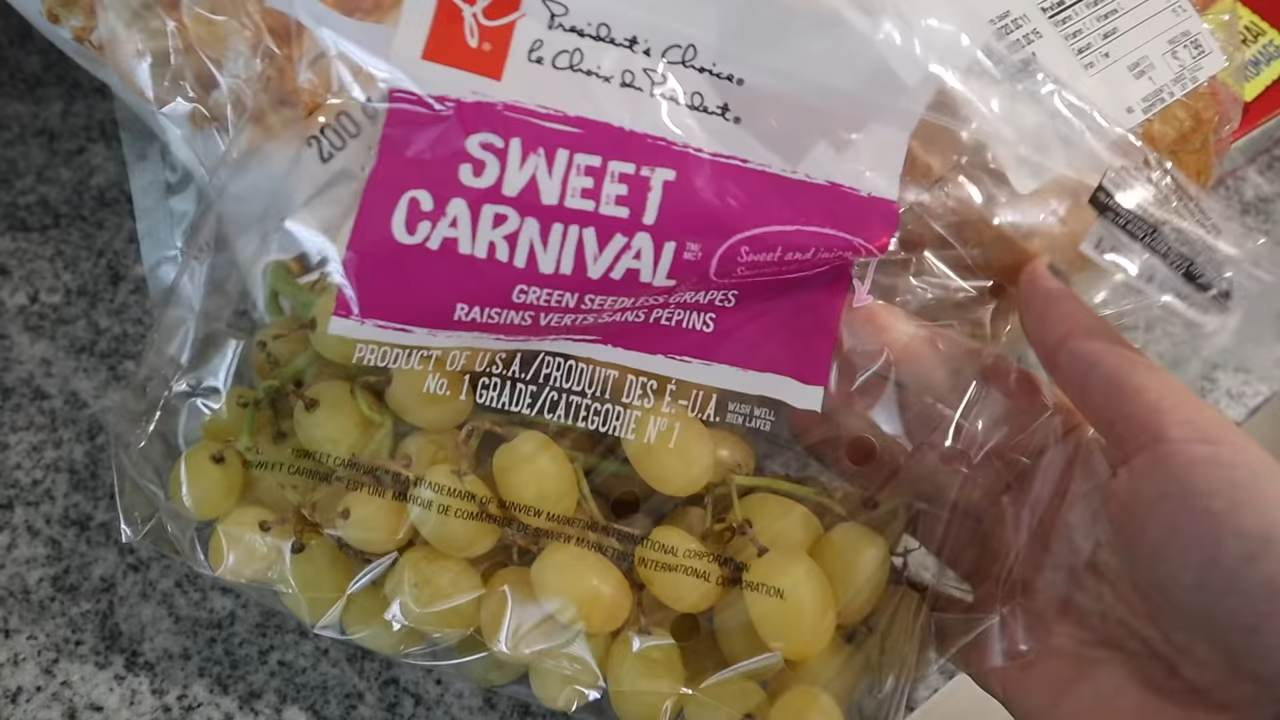 President's Choice®
le Choix du Président®
200 g
SWEET
CARNIVAL TM/MCT
Sweet and juicy
GREEN SEEDLESS GRAPES
RAISINS VERTS SANS PÉPINS
PRODUCT OF U.S.A./PRODUIT DES É.-U.A.
No. 1 GRADE/CATÉGORIE Nº 1
WASH WELL
BIEN LAVER
SWEET CARNIVAL IS A TRADEMARK OF SUNVIEW MARKETING INTERNATIONAL CORPORATION
SWEET CARNIVAL EST UNE MARQUE DE COMMERCE DE SUNVIEW MARKETING INTERNATIONAL CORPORATION.